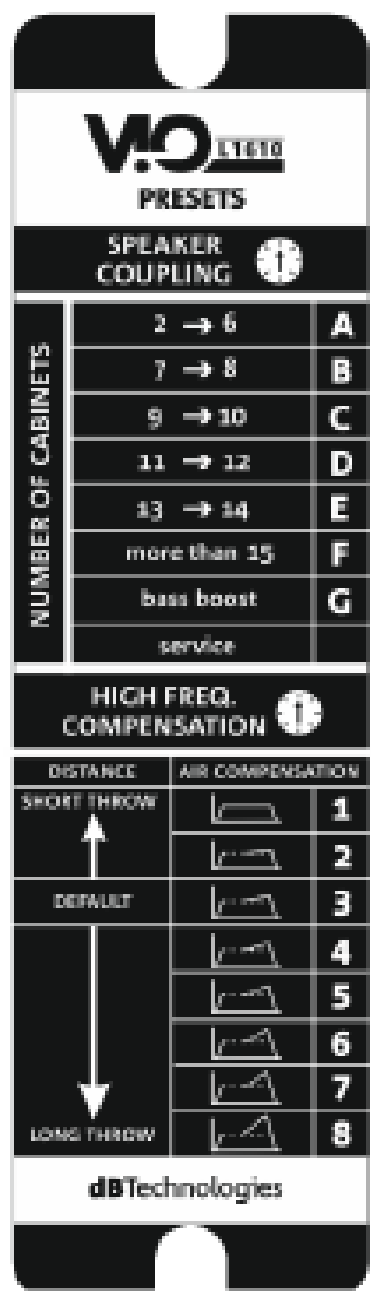 ViO L1610
PRESETS
SPEAKER
COUPLING
NUMBER OF CABINETS
2 → 6 A
7 → 8 B
9 → 10 C
11 → 12 D
13 → 14 E
more than 15 F
bass boost G
service
HIGH FREQ.
COMPENSATION
DISTANCE AIR COMPENSATION
SHORT THROW 1
2
DEFAULT 3
4
5
6
7
LONG THROW 8
dBTechnologies